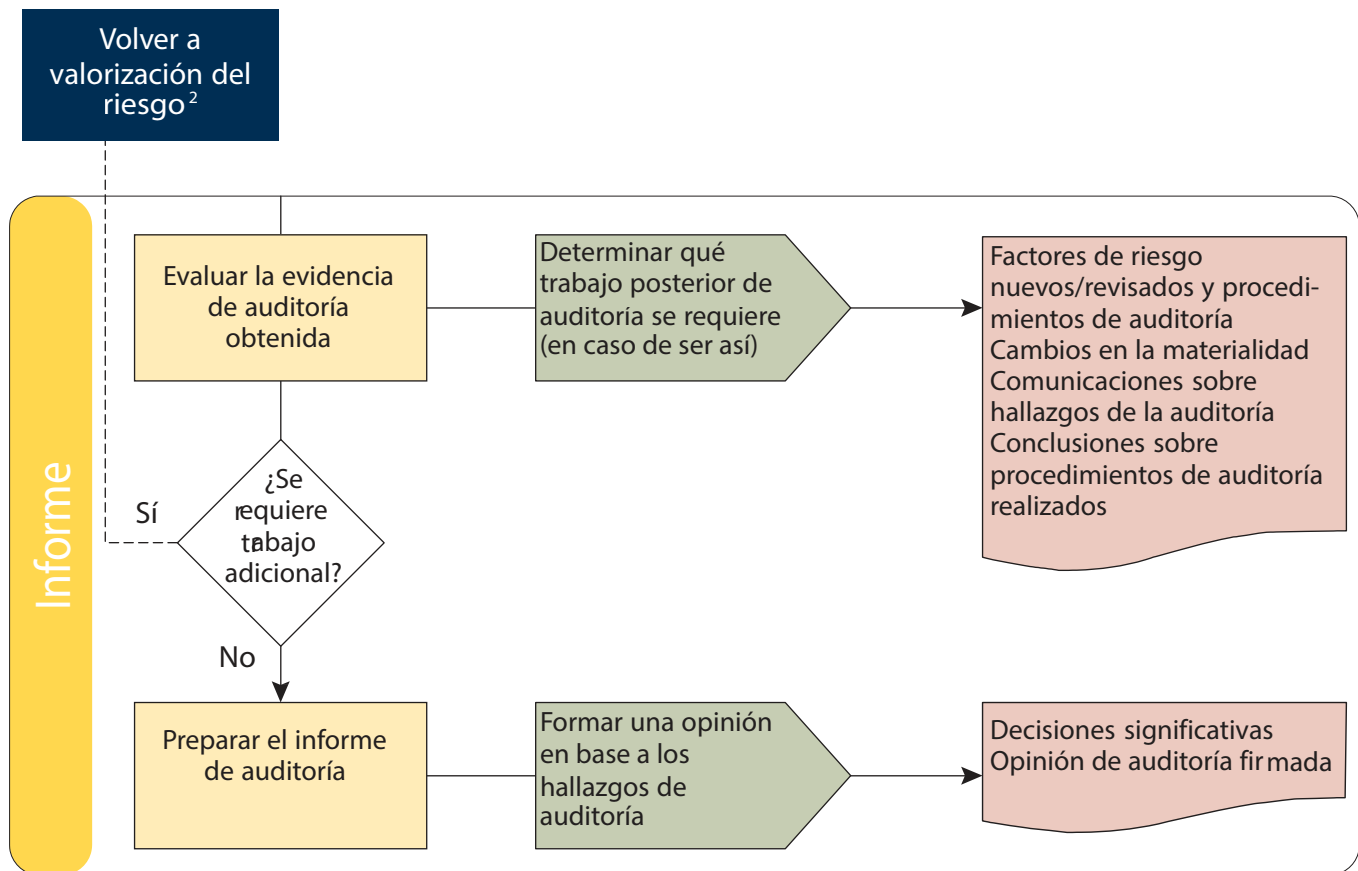 Volver a
valorización del
riesgo²
Informe
Evaluar la evidencia
de auditoría
obtenida
Determinar qué
trabajo posterior de
auditoría se requiere
(en caso de ser así)
Factores de riesgo
nuevos/revisados y procedi-
mientos de auditoría
Cambios en la materialidad
Comunicaciones sobre
hallazgos de la auditoría
Conclusiones sobre
procedimientos de auditoría
realizados
¿Se
requiere
trabajo
adicional?
Sí
No
Preparar el informe
de auditoría
Formar una opinión
en base a los
hallazgos de
auditoría
Decisiones significativas
Opinión de auditoría firmada